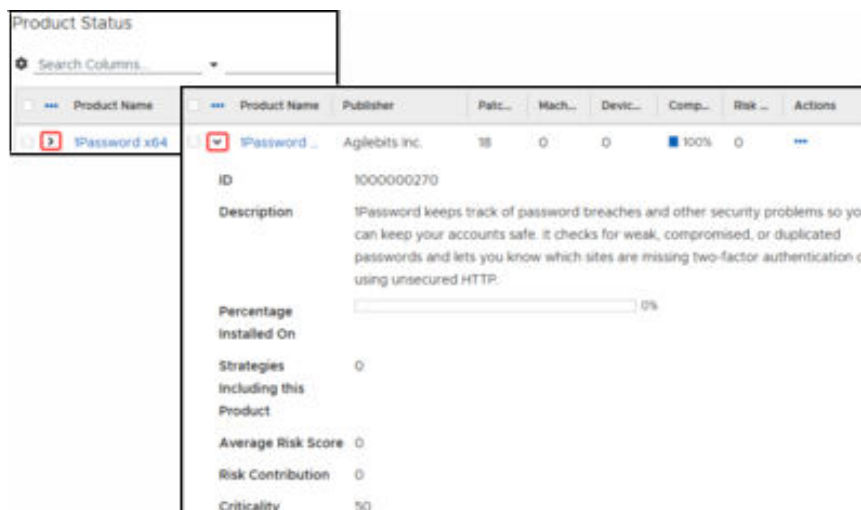 Product Status
Search Columns...
••• Product Name
1Password x64
••• Product Name Publisher Patc... Mach... Devic... Comp... Risk ... Actions
1Password ... Agilebits Inc. 18 0 0 100% 0 •••
ID 1000000270
Description 1Password keeps track of password breaches and other security problems so yo
can keep your accounts safe. It checks for weak, compromised, or duplicated
passwords and lets you know which sites are missing two-factor authentication o
using unsecured HTTP.
Percentage 0%
Installed On
Strategies 0
Including this
Product
Average Risk Score 0
Risk Contribution 0
Criticality 50